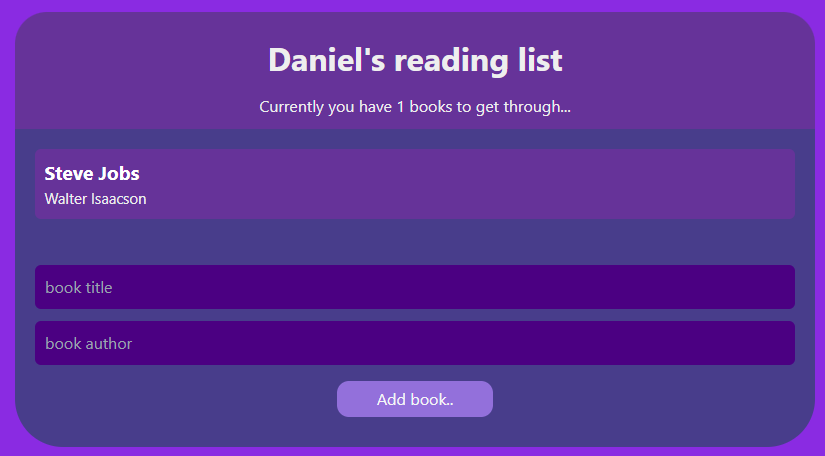 Daniel's reading list
Currently you have 1 books to get through...
Steve Jobs
Walter Isaacson
book title
book author
Add book..